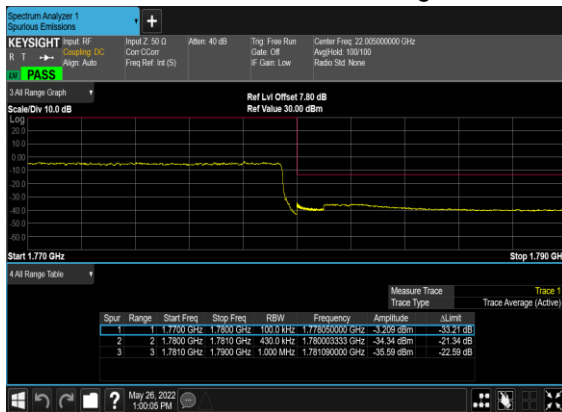 Spectrum Analyzer 1
Spurious Emissions
KEYSIGHT
R T
PASS
Input: RF
Coupling: DC
Align: Auto
Input Z: 50 Ω
Corr CCorr
Freq Ref: Int (S)
Atten: 40 dB
Trig: Free Run
Gate: Off
IF Gain: Low
Center Freq: 22.005000000 GHz
Avg|Hold: 100/100
Radio Std: None
3 All Range Graph
Scale/Div 10.0 dB
Ref Lvl Offset 7.80 dB
Ref Value 30.00 dBm
Log
20.0
10.0
0.00
-10.0
-20.0
-30.0
-40.0
-50.0
-60.0
Start 1.770 GHz
Stop 1.790 GH
4 All Range Table
Measure Trace Trace 1
Trace Type Trace Average (Active)
Spur Range Start Freq Stop Freq RBW Frequency Amplitude ΔLimit
1 1 1.7700 GHz 1.7800 GHz 100.0 kHz 1.778050000 GHz -3.209 dBm -33.21 dB
2 2 1.7800 GHz 1.7810 GHz 430.0 kHz 1.780003333 GHz -34.34 dBm -21.34 dB
3 3 1.7810 GHz 1.7900 GHz 1.000 MHz 1.781090000 GHz -35.59 dBm -22.59 dB
?
May 26, 2022
1:00:05 PM